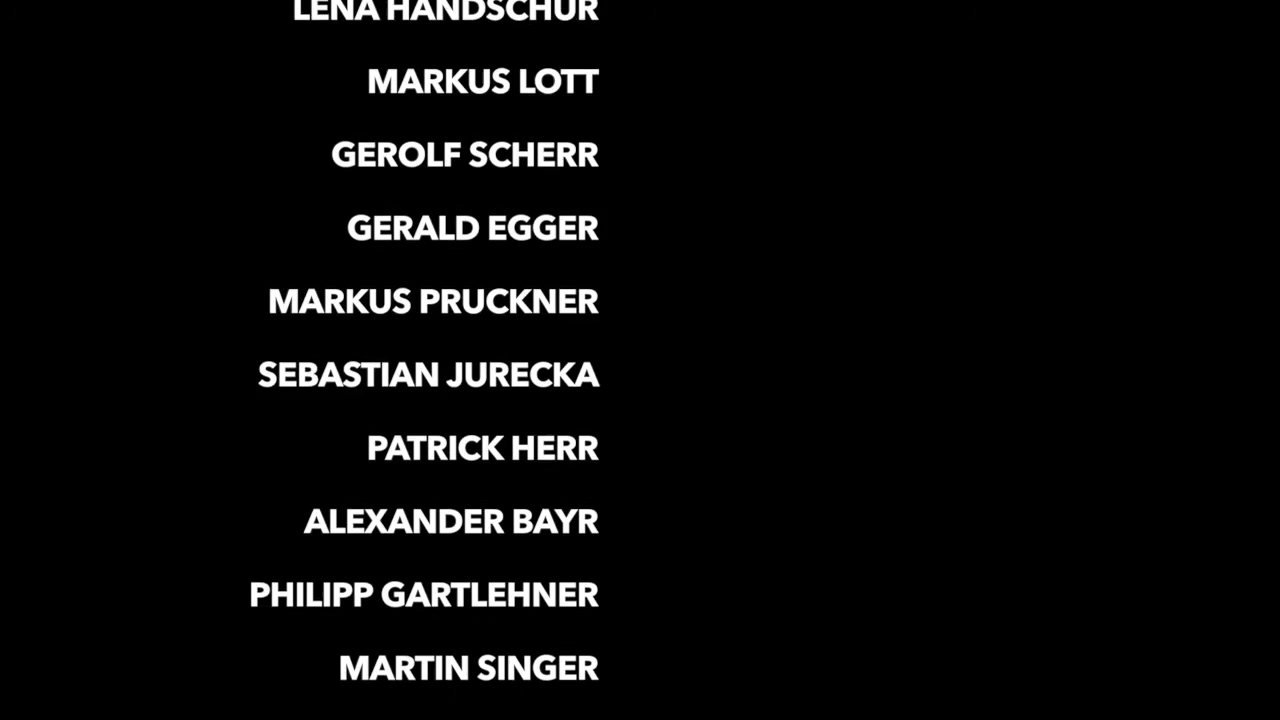 LENA HANDSCHUR
MARKUS LOTT
GEROLF SCHERR
GERALD EGGER
MARKUS PRUCKNER
SEBASTIAN JURECKA
PATRICK HERR
ALEXANDER BAYR
PHILIPP GARTLEHNER
MARTIN SINGER